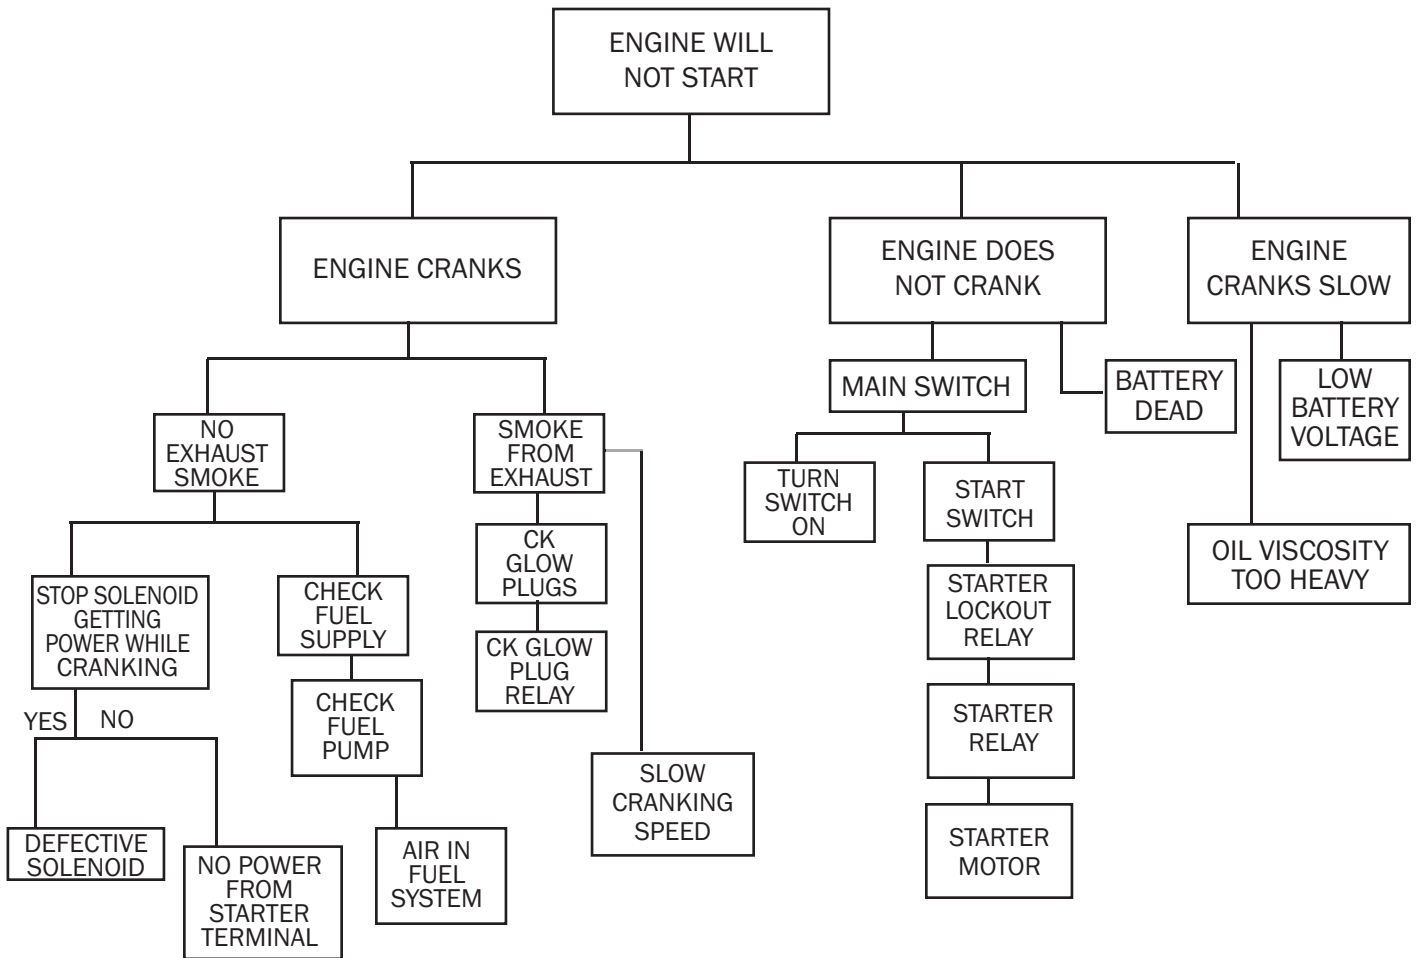 ENGINE WILL
NOT START
ENGINE CRANKS
ENGINE DOES
NOT CRANK
ENGINE
CRANKS SLOW
MAIN SWITCH
BATTERY
DEAD
LOW
BATTERY
VOLTAGE
NO
EXHAUST
SMOKE
SMOKE
FROM
EXHAUST
TURN
SWITCH
ON
START
SWITCH
CK
GLOW
PLUGS
OIL VISCOSITY
TOO HEAVY
STOP SOLENOID
GETTING
POWER WHILE
CRANKING
CHECK
FUEL
SUPPLY
STARTER
LOCKOUT
RELAY
CK GLOW
PLUG
RELAY
YES NO
CHECK
FUEL
PUMP
STARTER
RELAY
SLOW
CRANKING
SPEED
DEFECTIVE
SOLENOID
NO POWER
FROM
STARTER
TERMINAL
AIR IN
FUEL
SYSTEM
STARTER
MOTOR